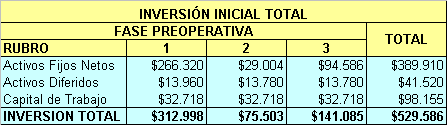 INVERSIÓN INICIAL TOTAL
FASE PREOPERATIVA
RUBRO 1 2 3 TOTAL
Activos Fijos Netos $266.320 $29.004 $94.586 $389.910
Activos Diferidos $13.960 $13.780 $13.780 $41.520
Capital de Trabajo $32.718 $32.718 $32.718 $98.155
INVERSION TOTAL $312.998 $75.503 $141.085 $529.586